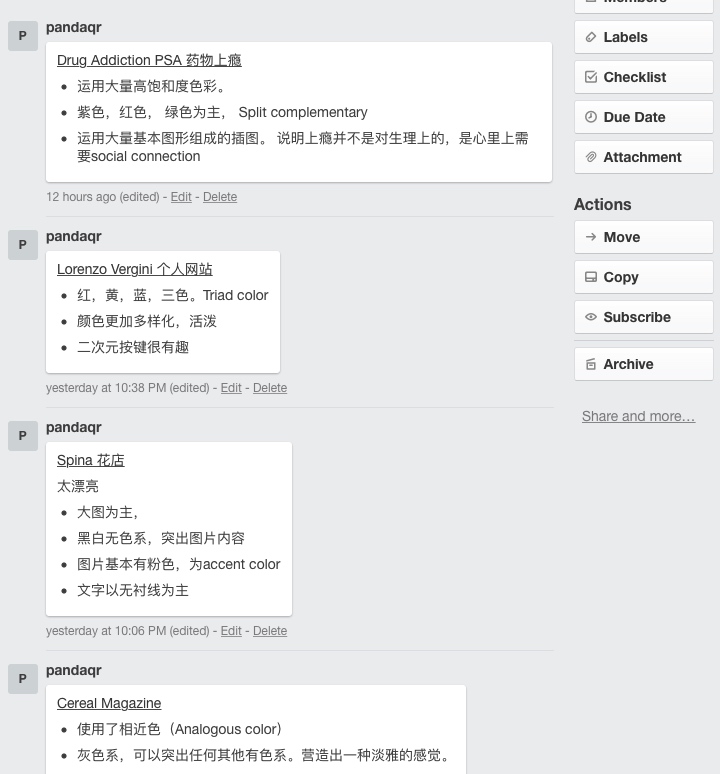 Members
P
pandaqr
Drug Addiction PSA 药物上瘾
• 运用大量高饱和度色彩。
• 紫色，红色， 绿色为主， Split complementary
• 运用大量基本图形组成的插图。 说明上瘾并不是对生理上的，是心里上需
要social connection
12 hours ago (edited) - Edit - Delete
P
pandaqr
Lorenzo Vergini 个人网站
• 红，黄，蓝，三色。Triad color
• 颜色更加多样化，活泼
• 二次元按键很有趣
yesterday at 10:38 PM (edited) - Edit - Delete
P
pandaqr
Spina 花店
太漂亮
• 大图为主，
• 黑白无色系，突出图片内容
• 图片基本有粉色，为accent color
• 文字以无衬线为主
yesterday at 10:06 PM (edited) - Edit - Delete
P
pandaqr
Cereal Magazine
• 使用了相近色（Analogous color）
• 灰色系，可以突出任何其他有色系。营造出一种淡雅的感觉。
Labels
Checklist
Due Date
Attachment
Actions
Move
Copy
Subscribe
Archive
Share and more…